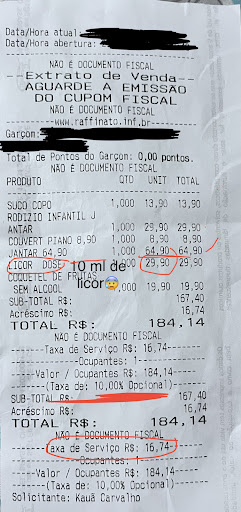 Data/Hora atual
Data/Hora abertura:
NÃO É DOCUMENTO FISCAL
--Extrato de Venda--
AGUARDE A EMISSÃO
DO CUPOM FISCAL
NÃO É DOCUMENTO FISCAL
www.raffinato.inf.br
NÃO É DOCUMENTO FISCAL
Garçom:
Total de Pontos do Garçon: 0,00 pontos.
NÃO É DOCUMENTO FISCAL
PRODUTO QTD UNIT TOTAL
SUCO COPO 1,000 13,90 13,90
RODIZIO INFANTIL J
ANTAR 1,000 29,90 29,90
COUVERT PIANO 8,90 1,000 8,90 8,90
JANTAR 64,90 1,000 64,90 64,90
LICOR DOSE 1,000 29,90 29,90
10 ml de licor😰
COQUETEL DE FRUTAS
SEM ALCOOL 1,000 19,90 19,90
SUB-TOTAL R$: 167,40
Acréscimo R$: 16,74
TOTAL R$: 184,14
NÃO É DOCUMENTO FISCAL
Taxa de Serviço R$: 16,74
Ocupantes: 1
Valor / Ocupantes R$: 184,14
(Taxa de: 10,00% Opcional)
SUB-TOTAL R$: 167,40
Acréscimo R$: 16,74
TOTAL R$: 184,14
NÃO É DOCUMENTO FISCAL
Taxa de Serviço R$: 16,74
Ocupantes: 1
Valor / Ocupantes R$: 184,14
(Taxa de: 10,00% Opcional)
Solicitante: Kauã Carvalho